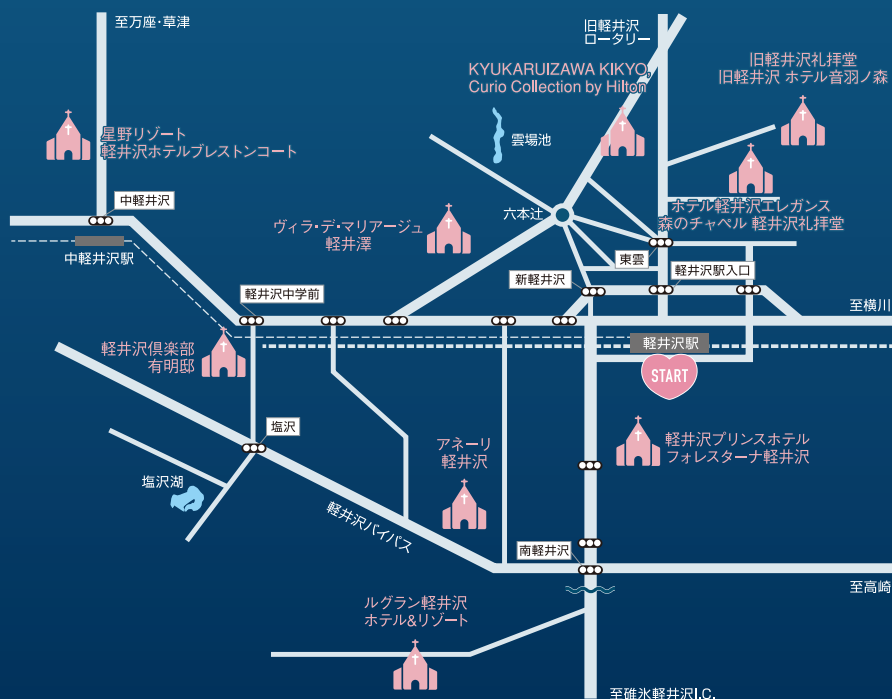 至万座・草津
旧軽井沢
ロータリー
KYUKARUIZAWA KIKYO,
Curio Collection by Hilton
旧軽井沢礼拝堂
旧軽井沢 ホテル音羽ノ森
星野リゾート
軽井沢ホテルブレストンコート
雲場池
中軽井沢
六本辻
ホテル軽井沢エレガンス
森のチャペル 軽井沢礼拝堂
ヴィラ・デ・マリアージュ
軽井澤
中軽井沢駅
東雲
軽井沢駅入口
新軽井沢
軽井沢中学前
至横川
軽井沢駅
軽井沢倶楽部
有明邸
START
塩沢
アネーリ
軽井沢
軽井沢プリンスホテル
フォレスターナ軽井沢
塩沢湖
軽井沢バイパス
南軽井沢
至高崎
ルグラン軽井沢
ホテル&リゾート
至碓氷軽井沢I.C.